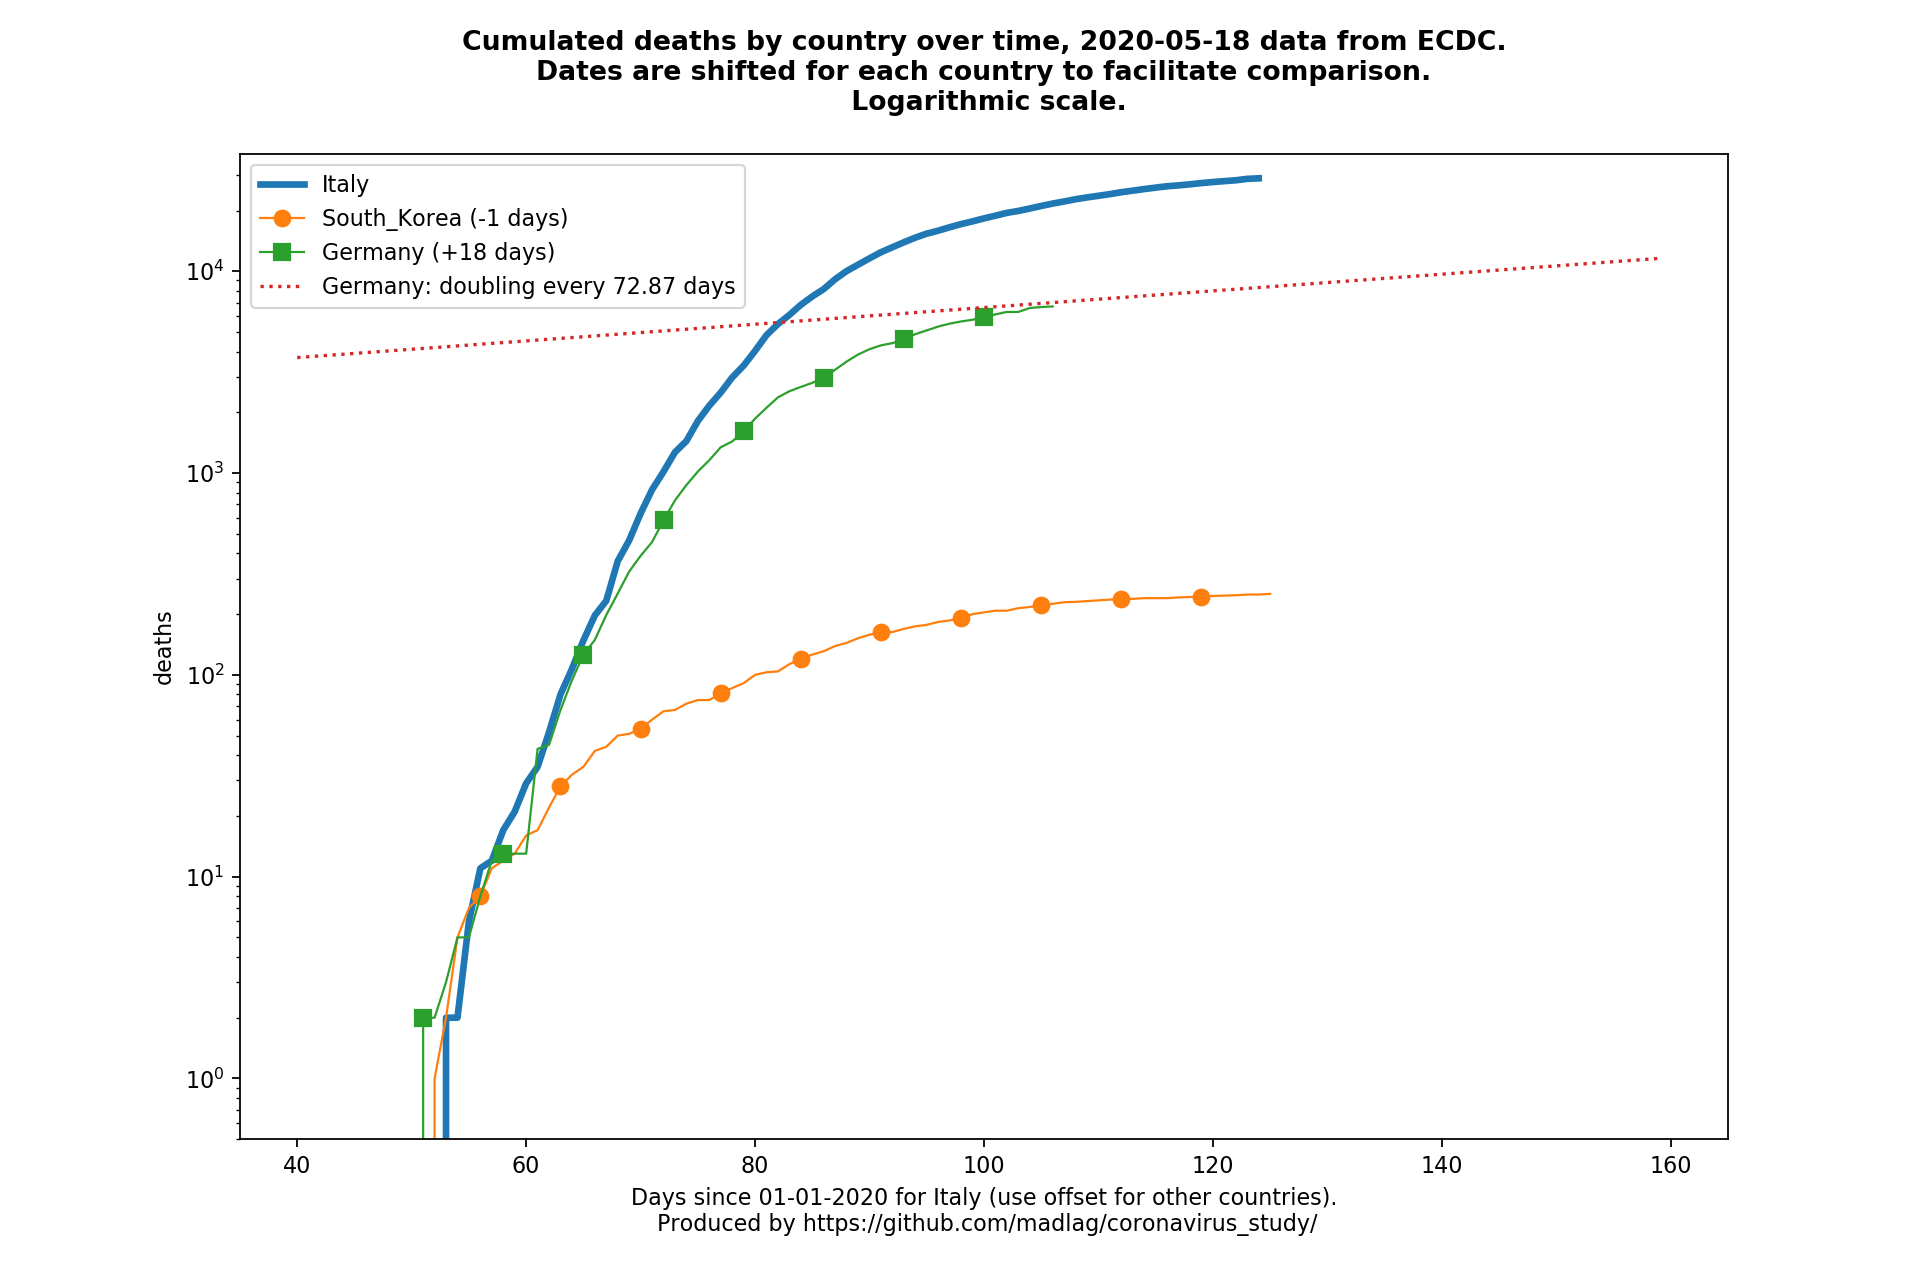 Cumulated deaths by country over time, 2020-05-18 data from ECDC.
Dates are shifted for each country to facilitate comparison.
Logarithmic scale.
Italy
South_Korea (-1 days)
Germany (+18 days)
Germany: doubling every 72.87 days
10⁴
10³
10²
10¹
10⁰
deaths
40 60 80 100 120 140 160
Days since 01-01-2020 for Italy (use offset for other countries).
Produced by https://github.com/madlag/coronavirus_study/